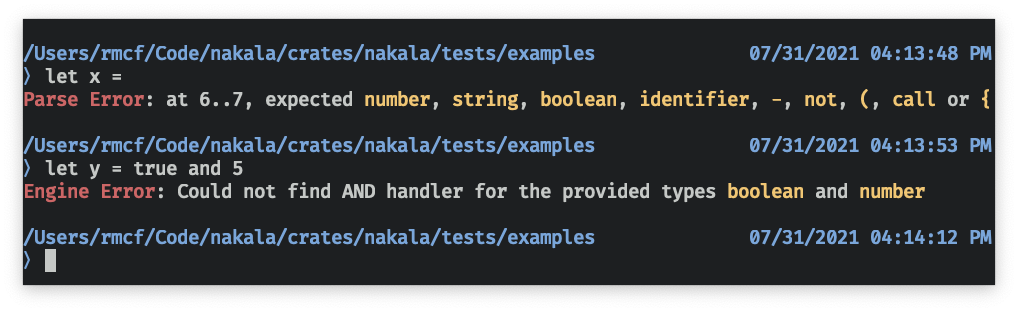 /Users/rmcf/Code/nakala/crates/nakala/tests/examples 07/31/2021 04:13:48 PM
⟩ let x =
Parse Error: at 6..7, expected number, string, boolean, identifier, -, not, (, call or {
/Users/rmcf/Code/nakala/crates/nakala/tests/examples 07/31/2021 04:13:53 PM
⟩ let y = true and 5
Engine Error: Could not find AND handler for the provided types boolean and number
/Users/rmcf/Code/nakala/crates/nakala/tests/examples 07/31/2021 04:14:12 PM
⟩